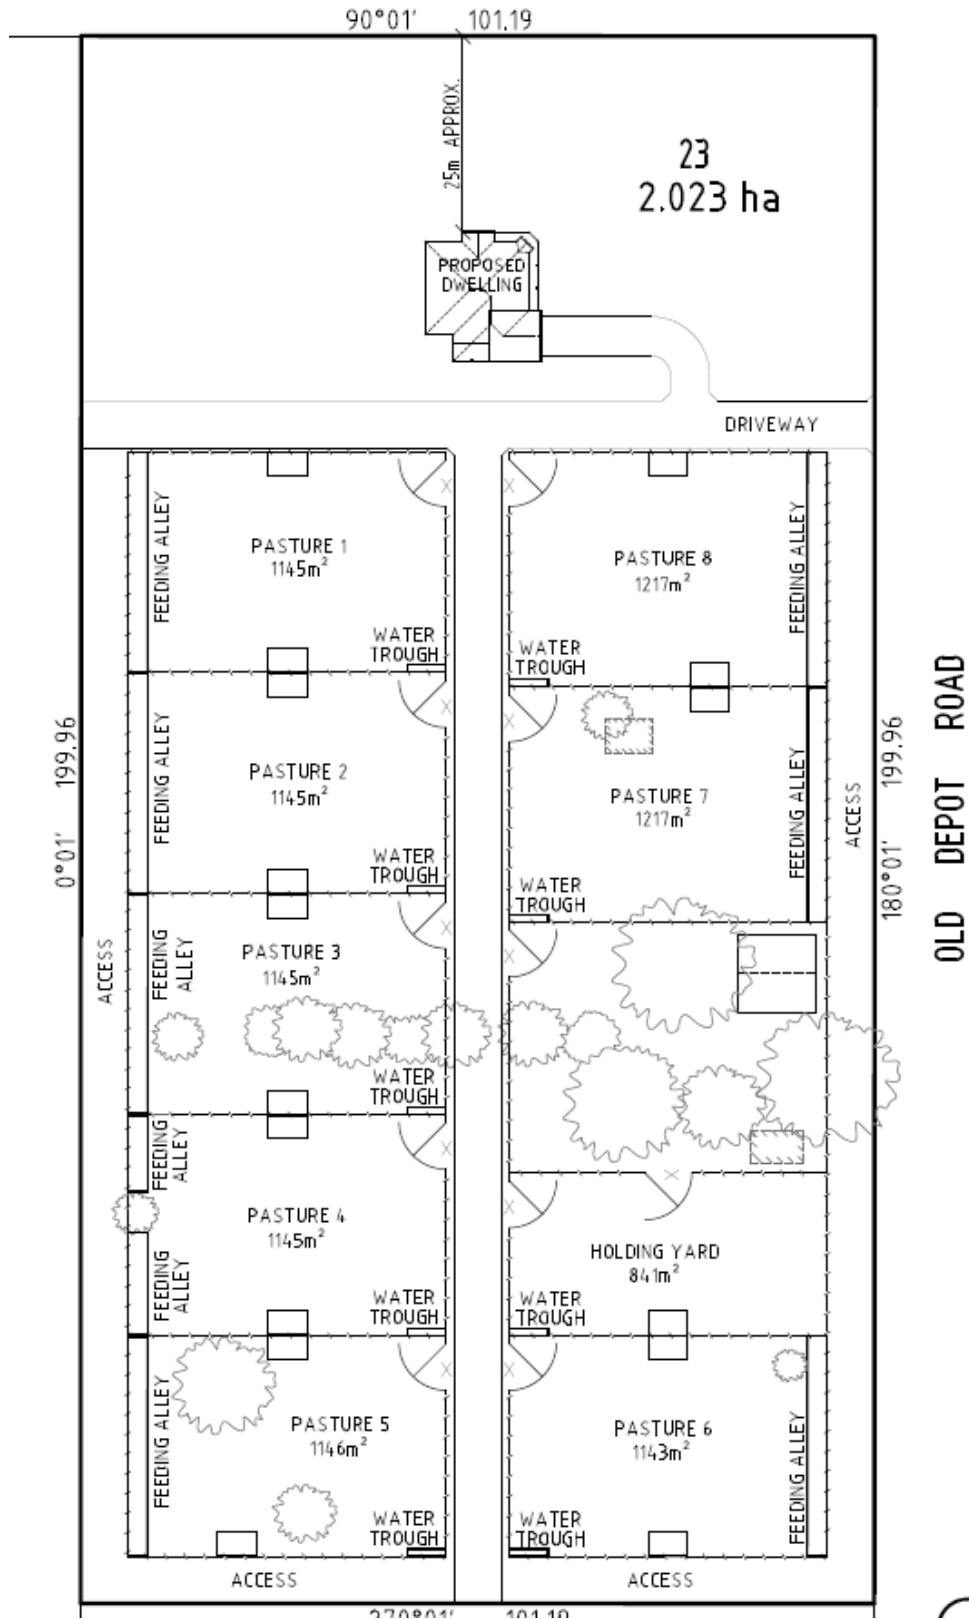 90°01' 101.19
25m APPROX.
23
2.023 ha
PROPOSED
DWELLING
DRIVEWAY
FEEDING ALLEY
PASTURE 1
1145m²
WATER
TROUGH
PASTURE 8
1217m²
FEEDING ALLEY
WATER
TROUGH
FEEDING ALLEY
PASTURE 2
1145m²
WATER
TROUGH
PASTURE 7
1217m²
FEEDING ALLEY
WATER
TROUGH
0°01' 199.96
ACCESS
180°01' 199.96
ACCESS
OLD DEPOT ROAD
FEEDING
ALLEY
PASTURE 3
1145m²
WATER
TROUGH
FEEDING
ALLEY
PASTURE 4
1145m²
FEEDING
ALLEY
WATER
TROUGH
HOLDING YARD
841m²
WATER
TROUGH
FEEDING ALLEY
PASTURE 5
1146m²
WATER
TROUGH
PASTURE 6
1143m²
FEEDING ALLEY
WATER
TROUGH
ACCESS
ACCESS
270°01' 101.19